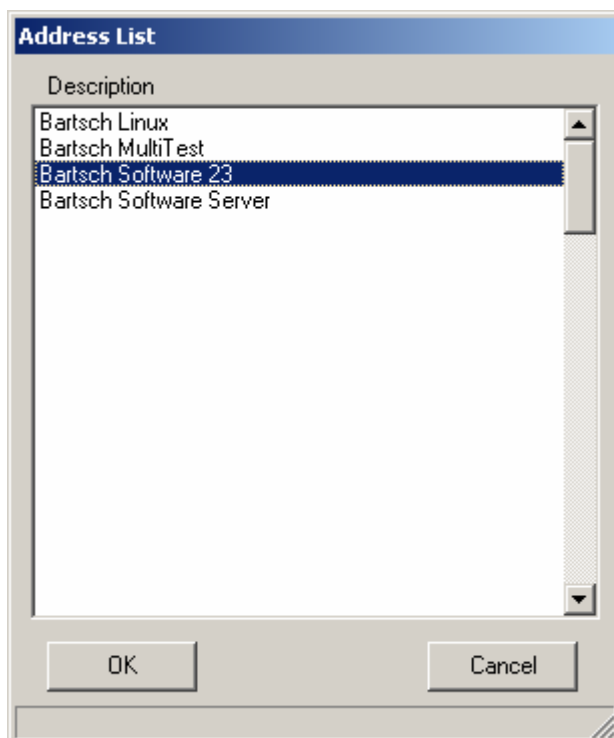 Address List
Description
Bartsch Linux
Bartsch MultiTest
Bartsch Software 23
Bartsch Software Server
OK
Cancel